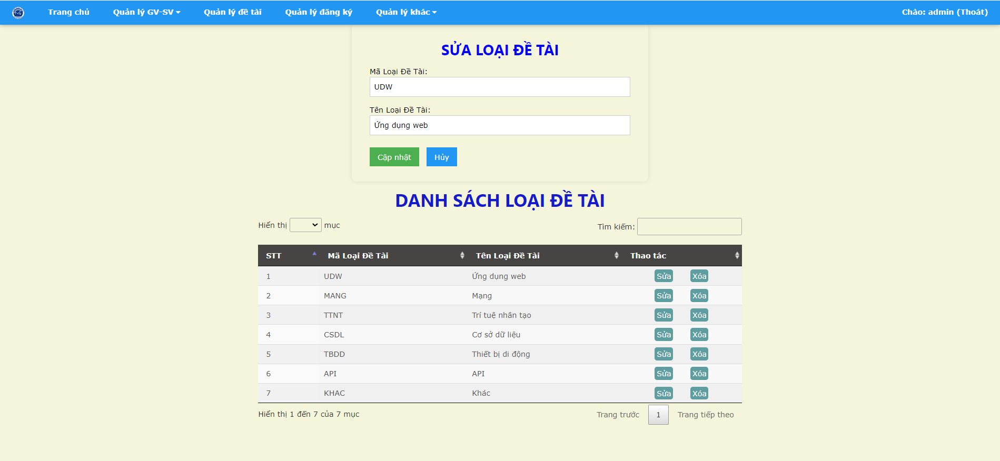 Trang chủ Quản lý GV-SV Quản lý đề tài Quản lý đăng ký Quản lý khác Chào: admin (Thoát)
SỬA LOẠI ĐỀ TÀI
Mã Loại Đề Tài:
UDW
Tên Loại Đề Tài:
Ứng dụng web
Cập nhật Hủy
DANH SÁCH LOẠI ĐỀ TÀI
Hiển thị mục Tìm kiếm:
STT Mã Loại Đề Tài Tên Loại Đề Tài Thao tác
1 UDW Ứng dụng web Sửa Xóa
2 MANG Mạng Sửa Xóa
3 TTNT Trí tuệ nhân tạo Sửa Xóa
4 CSDL Cơ sở dữ liệu Sửa Xóa
5 TBDD Thiết bị di động Sửa Xóa
6 API API Sửa Xóa
7 KHAC Khác Sửa Xóa
Hiển thị 1 đến 7 của 7 mục Trang trước 1 Trang tiếp theo